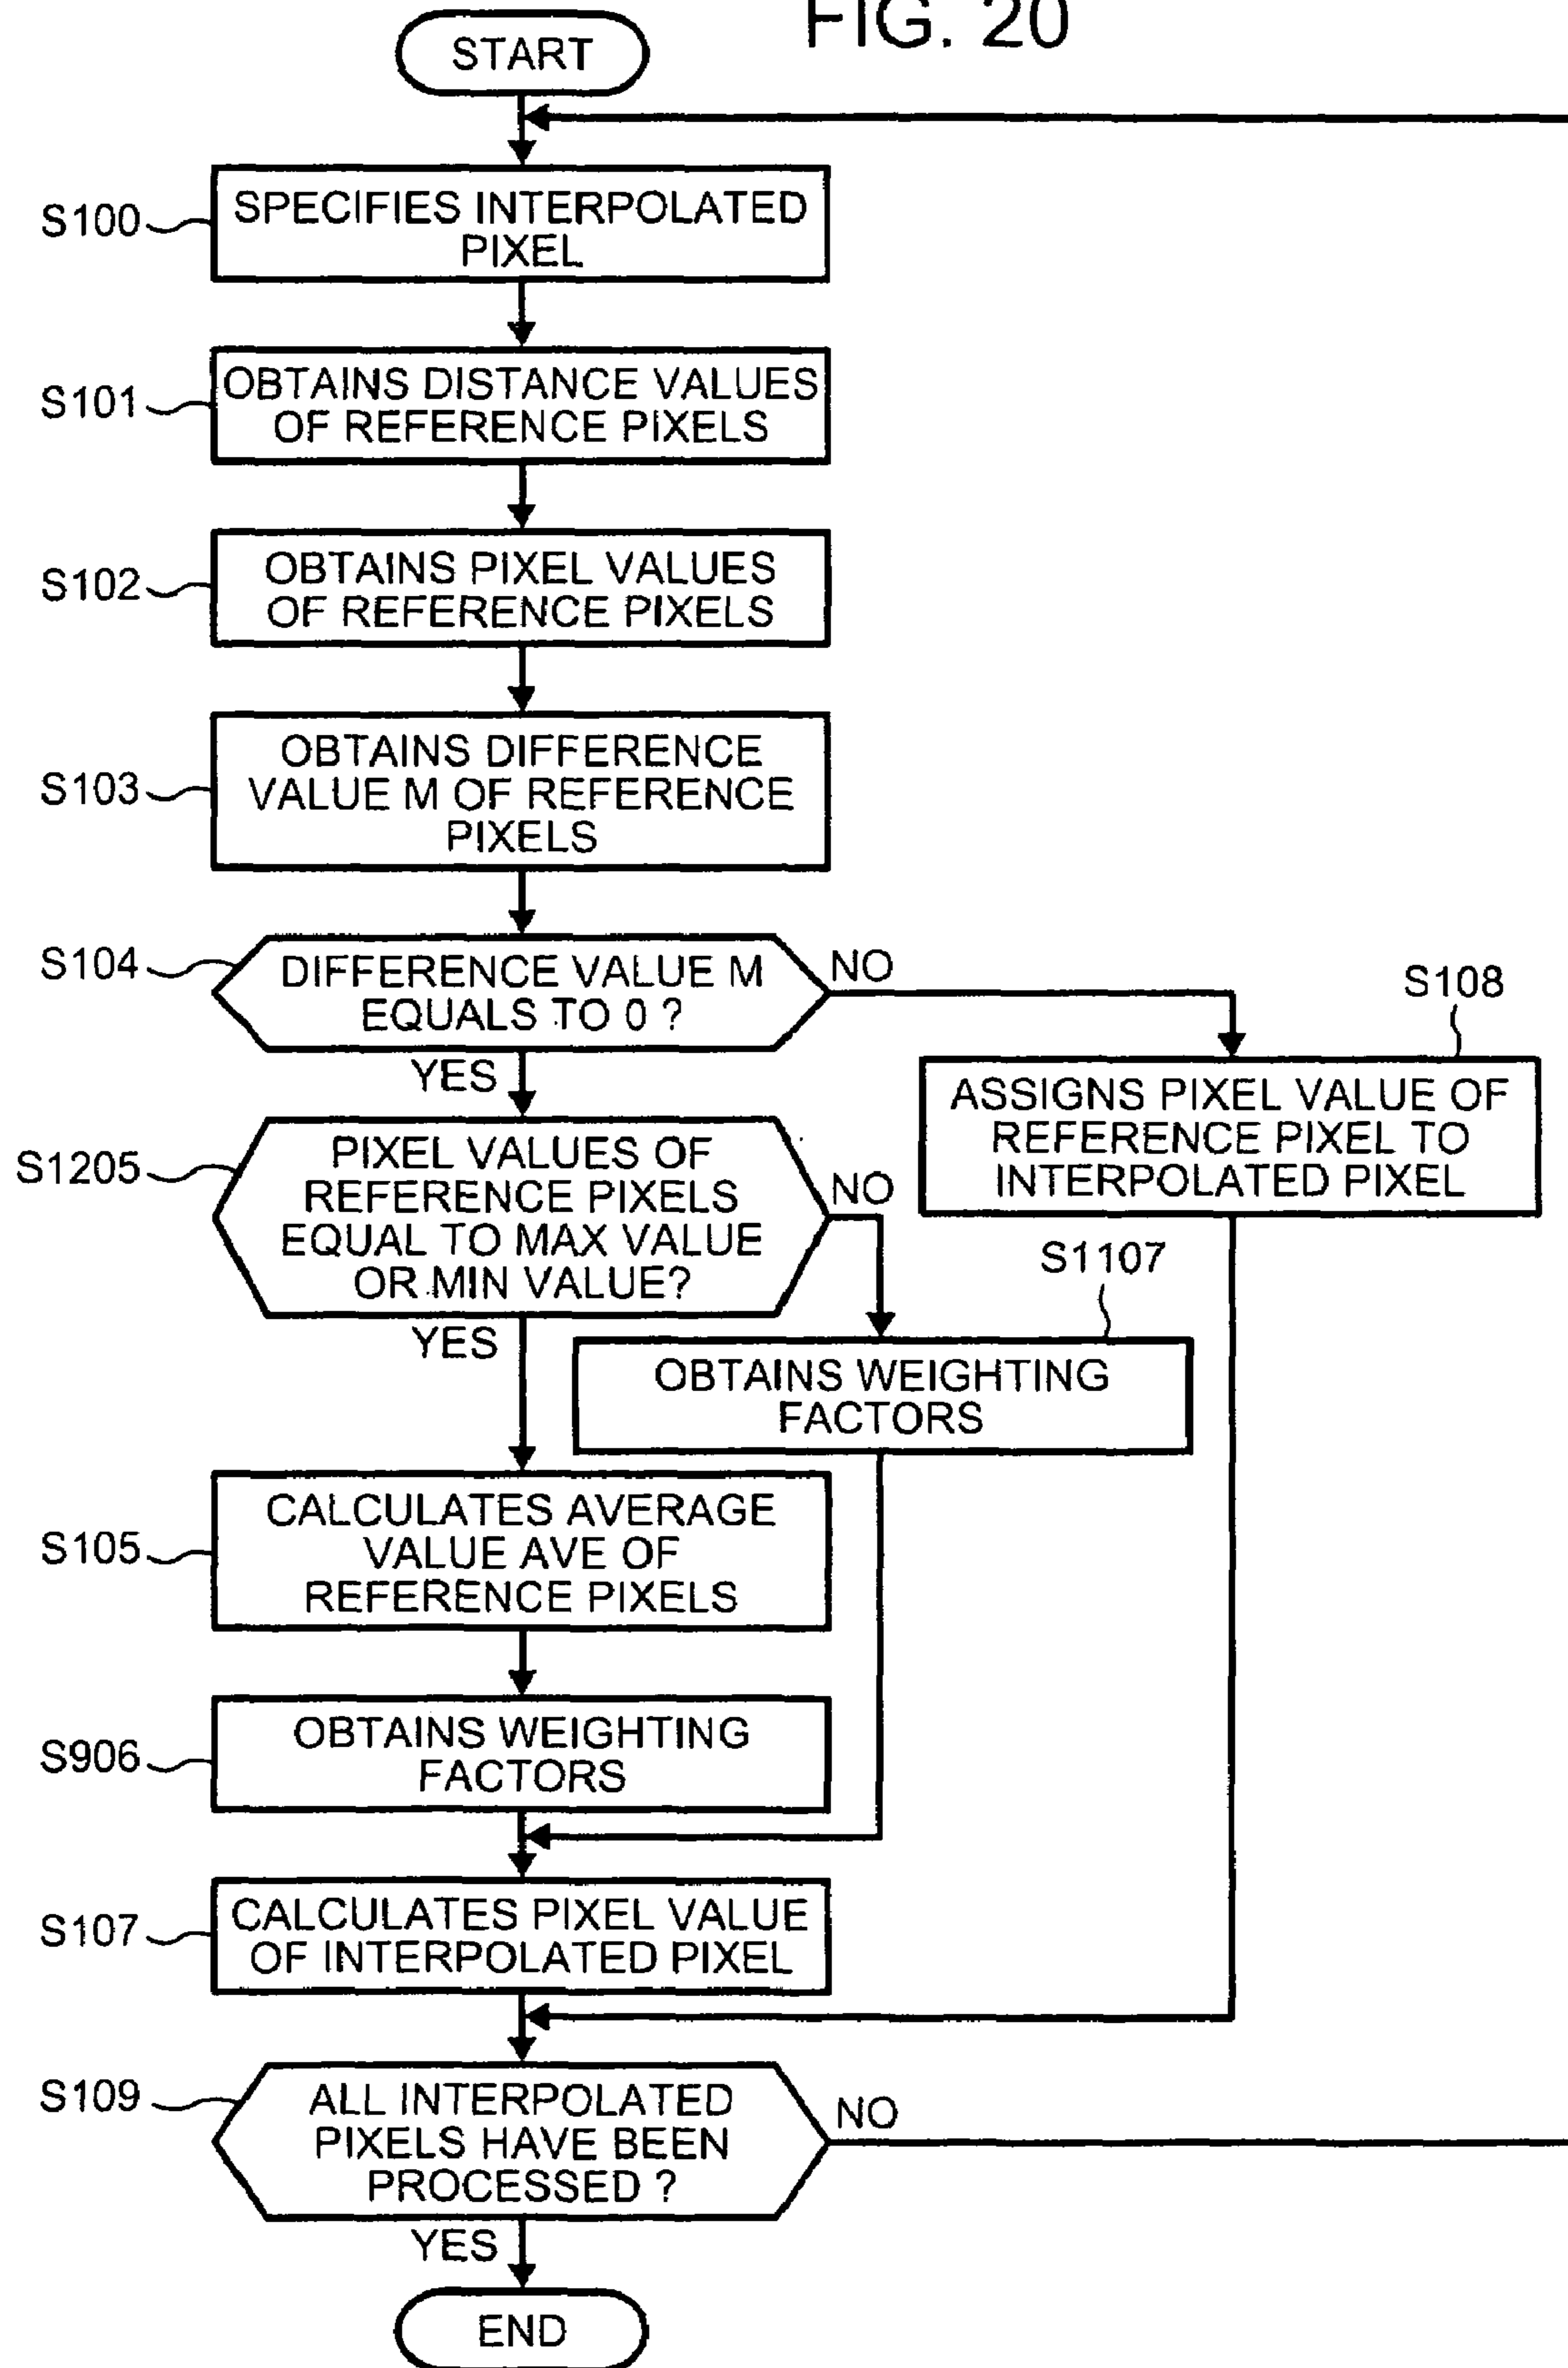 FIG. 20
START
S100
SPECIFIES INTERPOLATED
PIXEL
S101
OBTAINS DISTANCE VALUES
OF REFERENCE PIXELS
S102
OBTAINS PIXEL VALUES
OF REFERENCE PIXELS
S103
OBTAINS DIFFERENCE
VALUE M OF REFERENCE
PIXELS
S104
DIFFERENCE VALUE M
EQUALS TO 0 ?
NO
YES
S108
ASSIGNS PIXEL VALUE OF
REFERENCE PIXEL TO
INTERPOLATED PIXEL
S1205
PIXEL VALUES OF
REFERENCE PIXELS
EQUAL TO MAX VALUE
OR MIN VALUE?
NO
YES
S1107
OBTAINS WEIGHTING
FACTORS
S105
CALCULATES AVERAGE
VALUE AVE OF
REFERENCE PIXELS
S906
OBTAINS WEIGHTING
FACTORS
S107
CALCULATES PIXEL VALUE
OF INTERPOLATED PIXEL
S109
ALL INTERPOLATED
PIXELS HAVE BEEN
PROCESSED ?
NO
YES
END